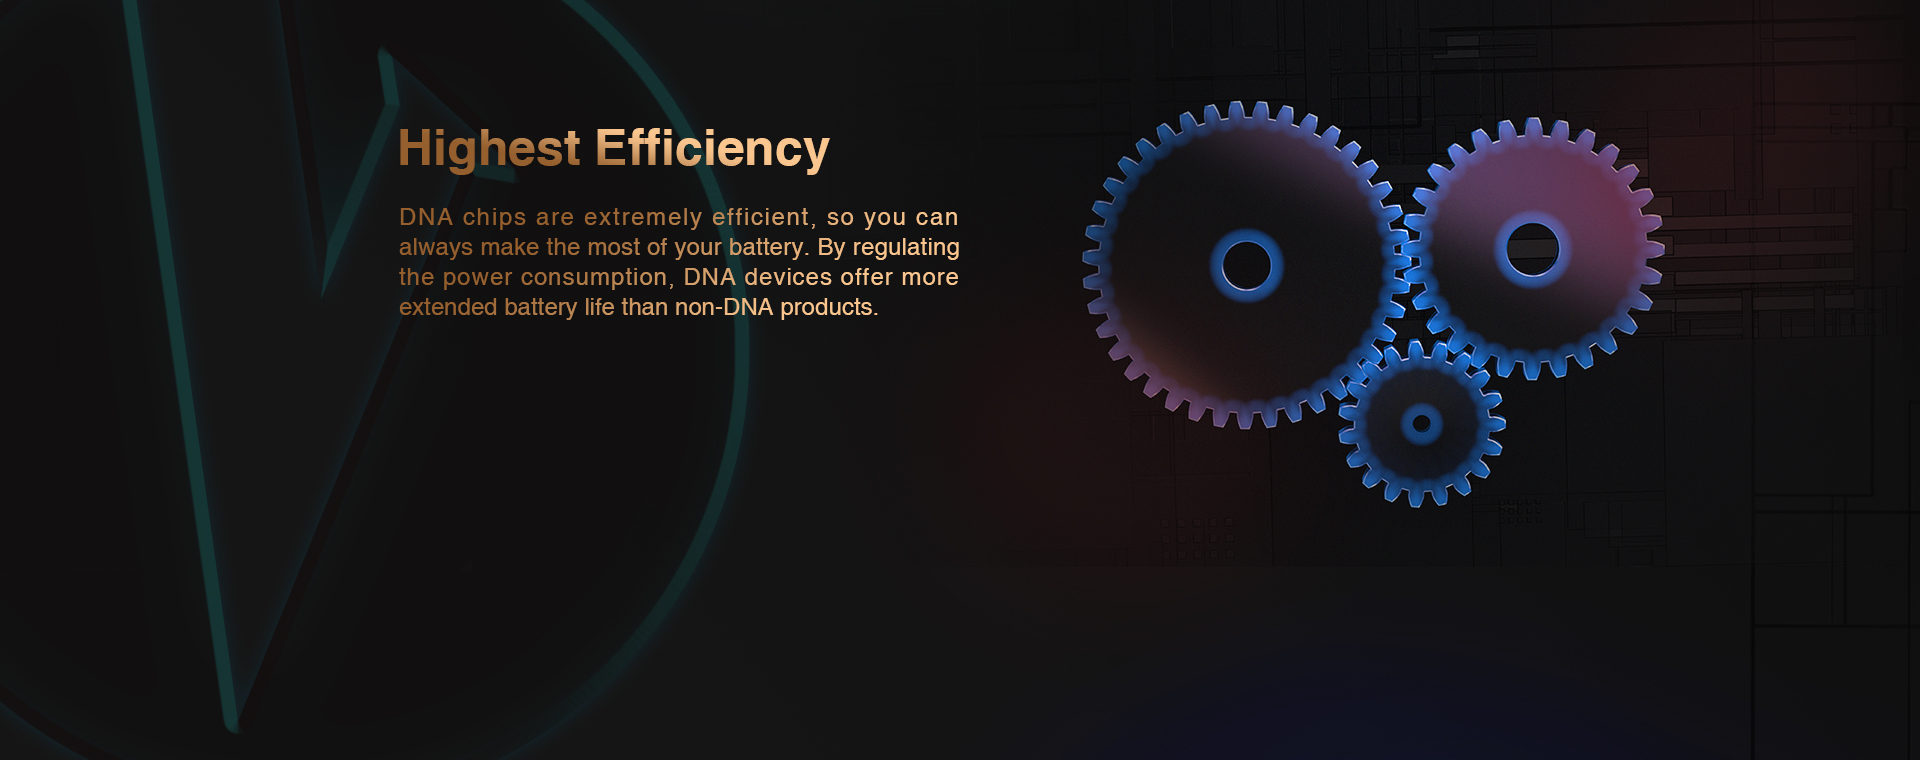 Highest Efficiency
DNA chips are extremely efficient, so you can
always make the most of your battery. By regulating
the power consumption, DNA devices offer more
extended battery life than non-DNA products.